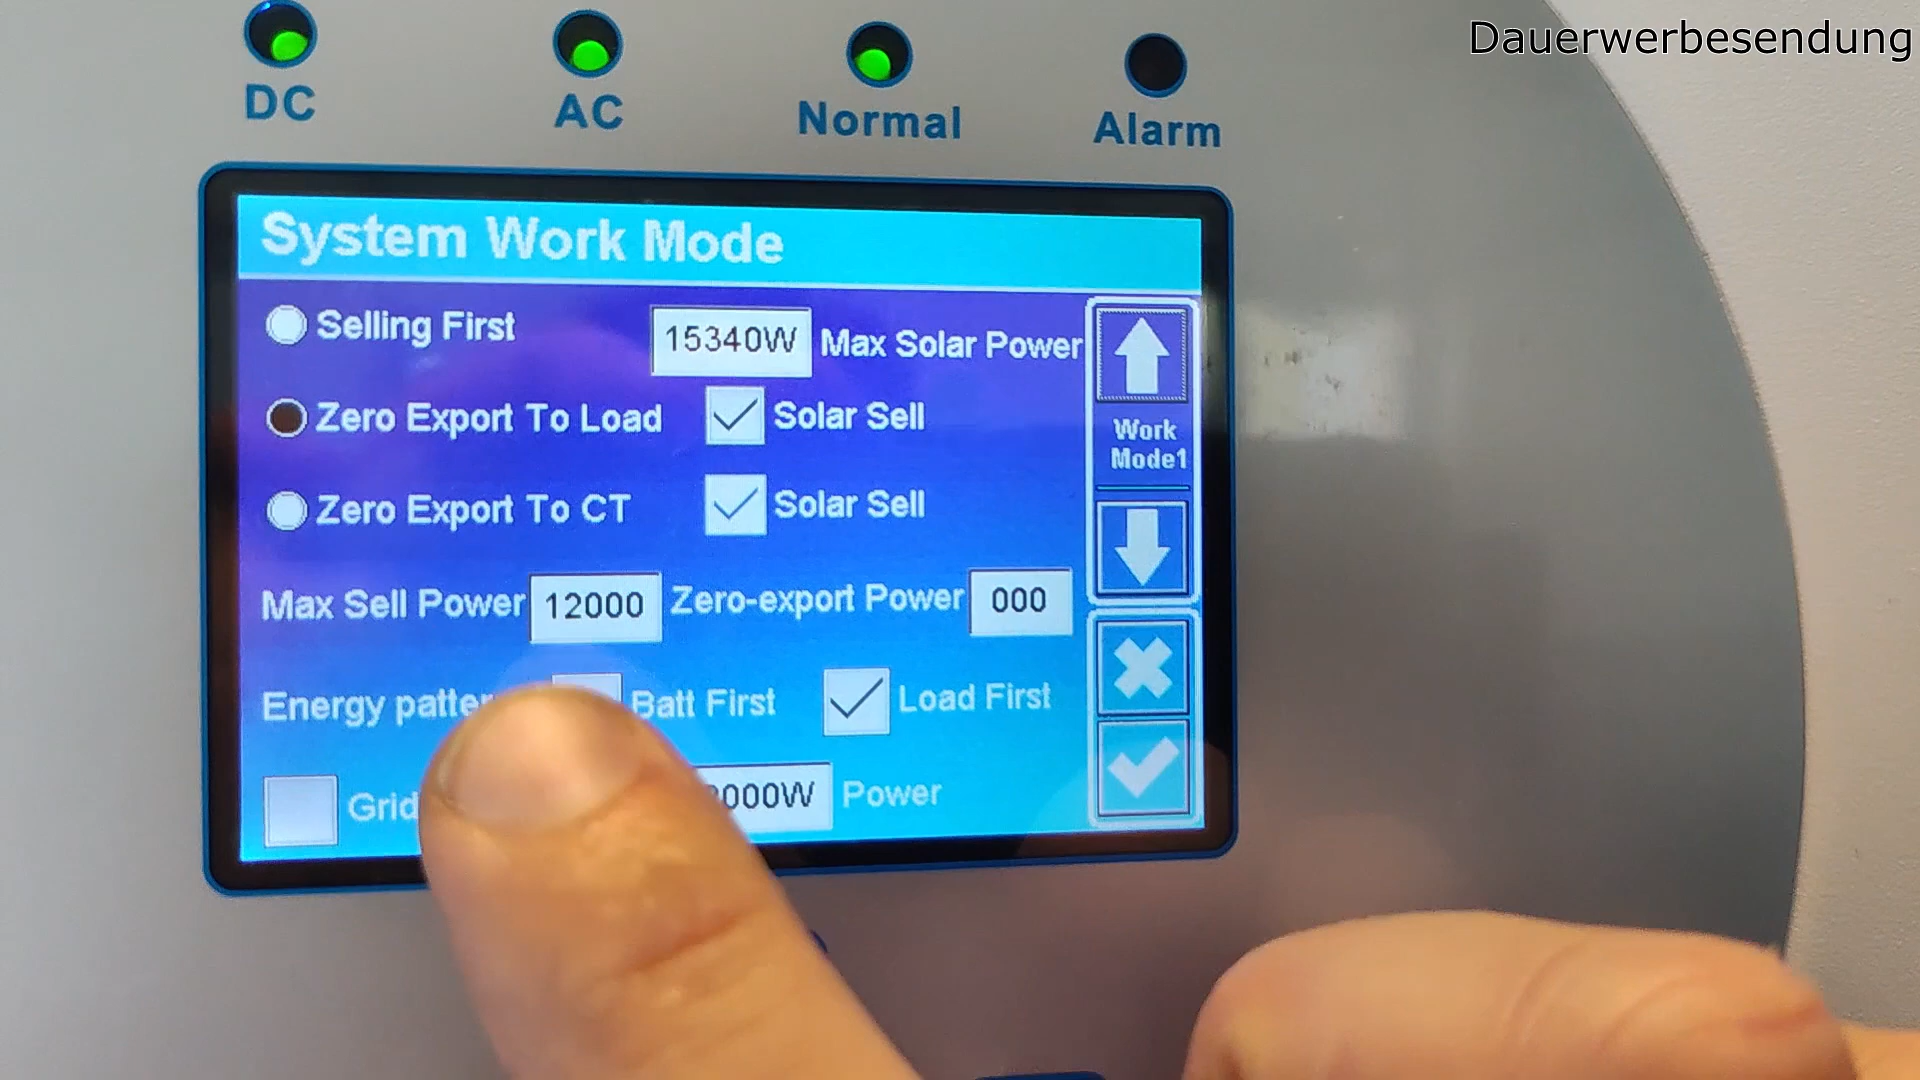 Dauerwerbesendung
DC AC Normal Alarm
System Work Mode
Selling First 15340W Max Solar Power
Zero Export To Load Solar Sell
Work
Mode1
Zero Export To CT Solar Sell
Max Sell Power 12000 Zero-export Power 000
Energy Batt First Load First
Grid Power